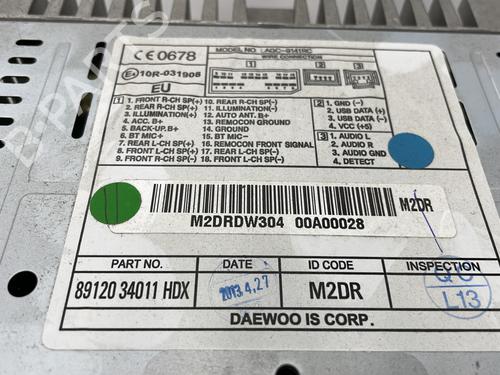 CE0678
MODEL NO. : AGC-9141RC
WIRE CONNECTION
E4 10R-031908
EU
1
1. FRONT R-CH SP(+)
2. REAR R-CH SP(+)
3. ILLUMINATION(+)
4. ACC. B+
5. BACK-UP. B+
6. BT MIC +
7. REAR L-CH SP(+)
8. FRONT L-CH SP(+)
9. FRONT R-CH SP(-)
10. REAR R-CH SP(-)
11. ILLUMINATION(-)
12. AUTO ANT. B+
13. REMOCON GROUND
14. GROUND
15. BT MIC -
16. REMOCON FRONT SIGNAL
17. REAR L-CH SP(-)
18. FRONT L-CH SP(-)
2
1. GND (-)
2. USB DATA (+)
3. USB DATA (-)
4. VCC (+5)
3
1. AUDIO L
2. AUDIO R
3. AUDIO GND
4. DETECT
M2DRDW304 00A00028
M2DR
PART NO.
DATE
ID CODE
INSPECTION
89120 34011 HDX
2013.4.27
M2DR
QC
L13
DAEWOO IS CORP.